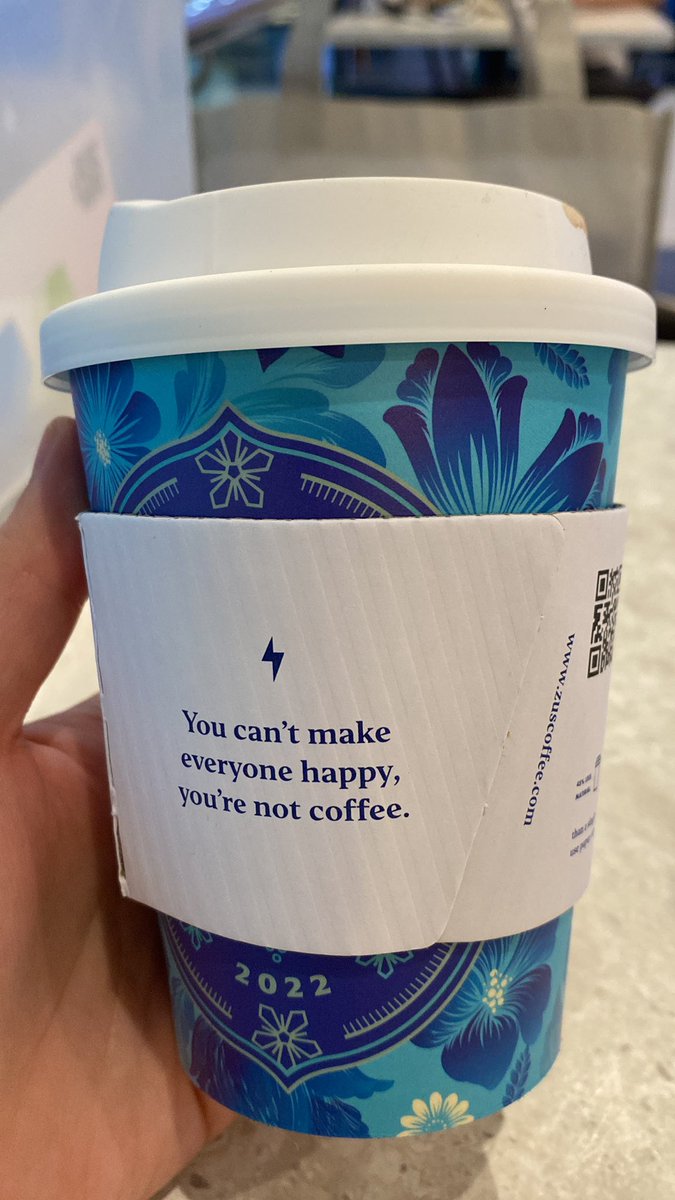 You can't make
everyone happy,
you're not coffee.
www.zuscoffee.com
2022